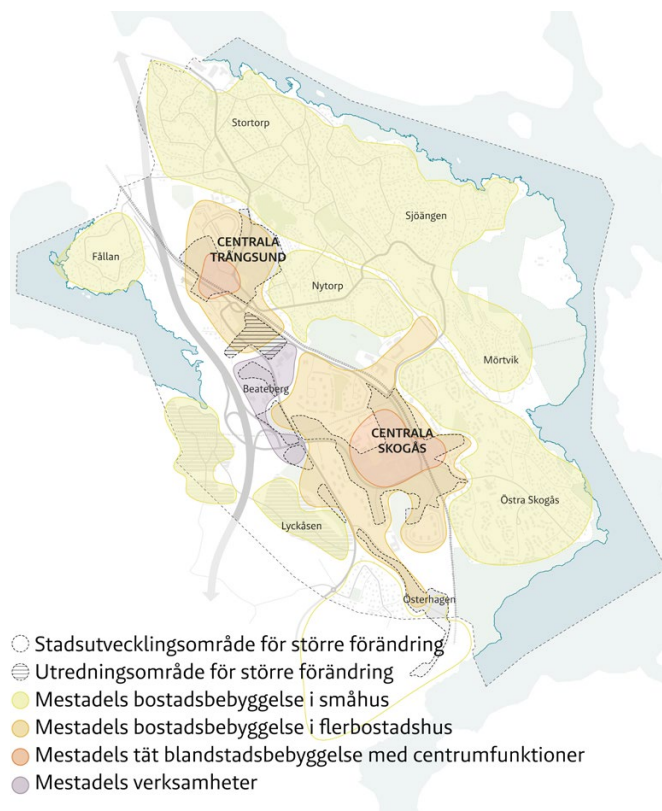 Stortorp
Sjöängen
CENTRALA
TRÅNGSUND
Fållan
Nytorp
Mörtvik
Beateberg
CENTRALA
SKOGÅS
Östra Skogås
Lyckåsen
Österhagen
Stadsutvecklingsområde för större förändring
Utredningsområde för större förändring
Mestadels bostadsbebyggelse i småhus
Mestadels bostadsbebyggelse i flerbostadshus
Mestadels tät blandstadsbebyggelse med centrumfunktioner
Mestadels verksamheter